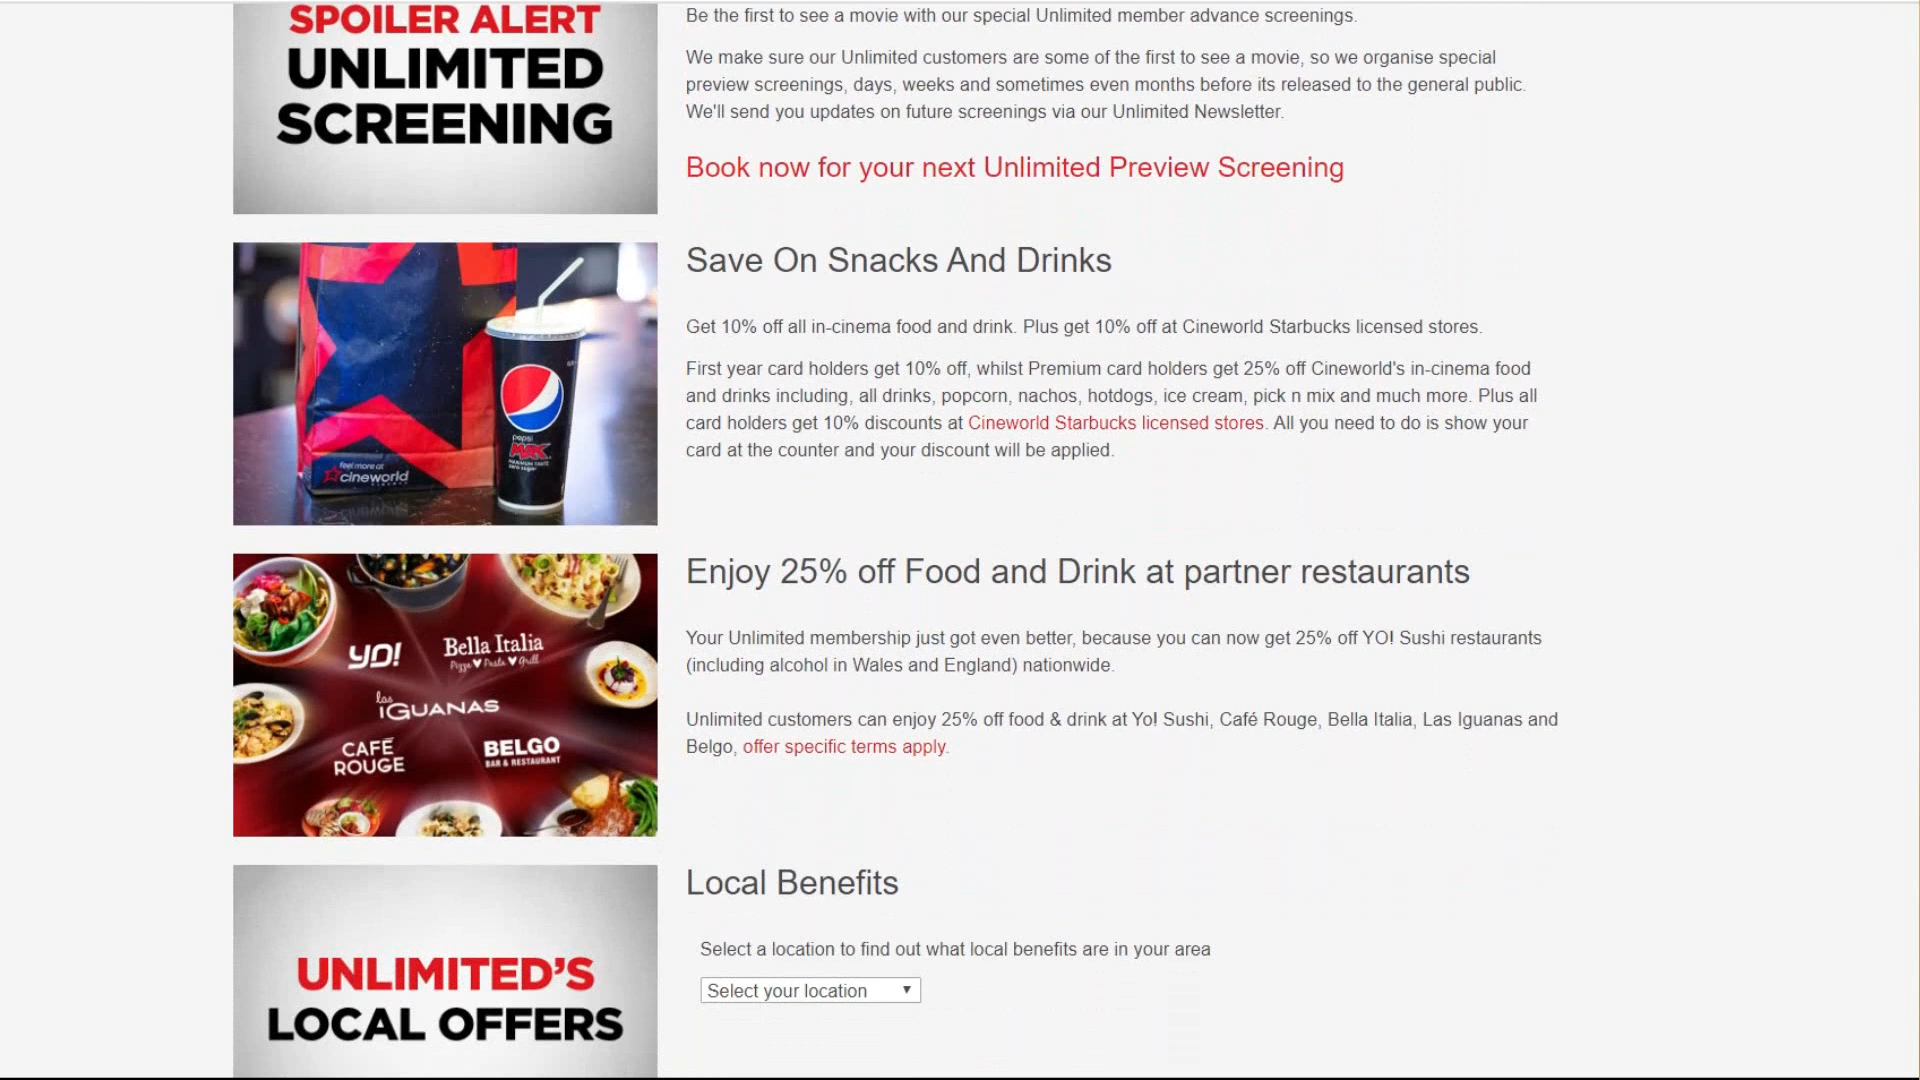 SPOILER ALERT
UNLIMITED
SCREENING
Be the first to see a movie with our special Unlimited member advance screenings.
We make sure our Unlimited customers are some of the first to see a movie, so we organise special
preview screenings, days, weeks and sometimes even months before its released to the general public.
We'll send you updates on future screenings via our Unlimited Newsletter.
Book now for your next Unlimited Preview Screening
feel more at
cineworld
CINEMAS
pepsi
MAX
MAXIMUM TASTE
zero sugar
Save On Snacks And Drinks
Get 10% off all in-cinema food and drink. Plus get 10% off at Cineworld Starbucks licensed stores.
First year card holders get 10% off, whilst Premium card holders get 25% off Cineworld's in-cinema food
and drinks including, all drinks, popcorn, nachos, hotdogs, ice cream, pick n mix and much more. Plus all
card holders get 10% discounts at Cineworld Starbucks licensed stores. All you need to do is show your
card at the counter and your discount will be applied.
YO!
Bella Italia
Pizza Pasta Grill
las
IGUANAS
CAFÉ
ROUGE
BELGO
BAR & RESTAURANT
Enjoy 25% off Food and Drink at partner restaurants
Your Unlimited membership just got even better, because you can now get 25% off YO! Sushi restaurants
(including alcohol in Wales and England) nationwide.
Unlimited customers can enjoy 25% off food & drink at Yo! Sushi, Café Rouge, Bella Italia, Las Iguanas and
Belgo, offer specific terms apply.
UNLIMITED'S
LOCAL OFFERS
Local Benefits
Select a location to find out what local benefits are in your area
Select your location